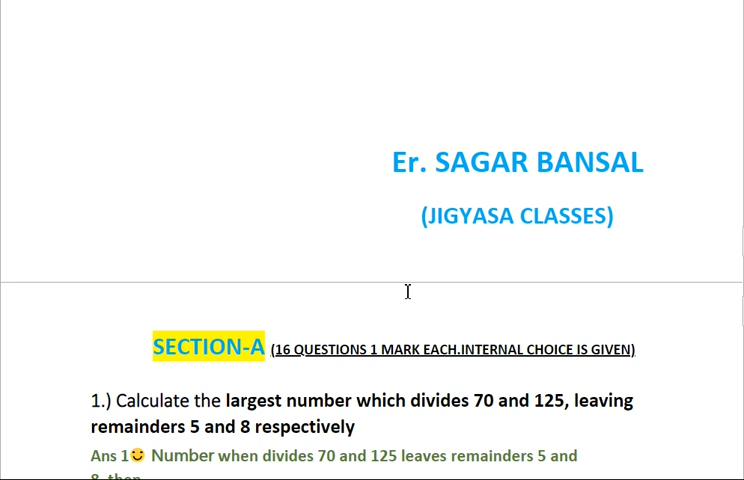 Er. SAGAR BANSAL
(JIGYASA CLASSES)
SECTION-A (16 QUESTIONS 1 MARK EACH.INTERNAL CHOICE IS GIVEN)
1.) Calculate the largest number which divides 70 and 125, leaving
remainders 5 and 8 respectively
Ans 1😊 Number when divides 70 and 125 leaves remainders 5 and
8, then